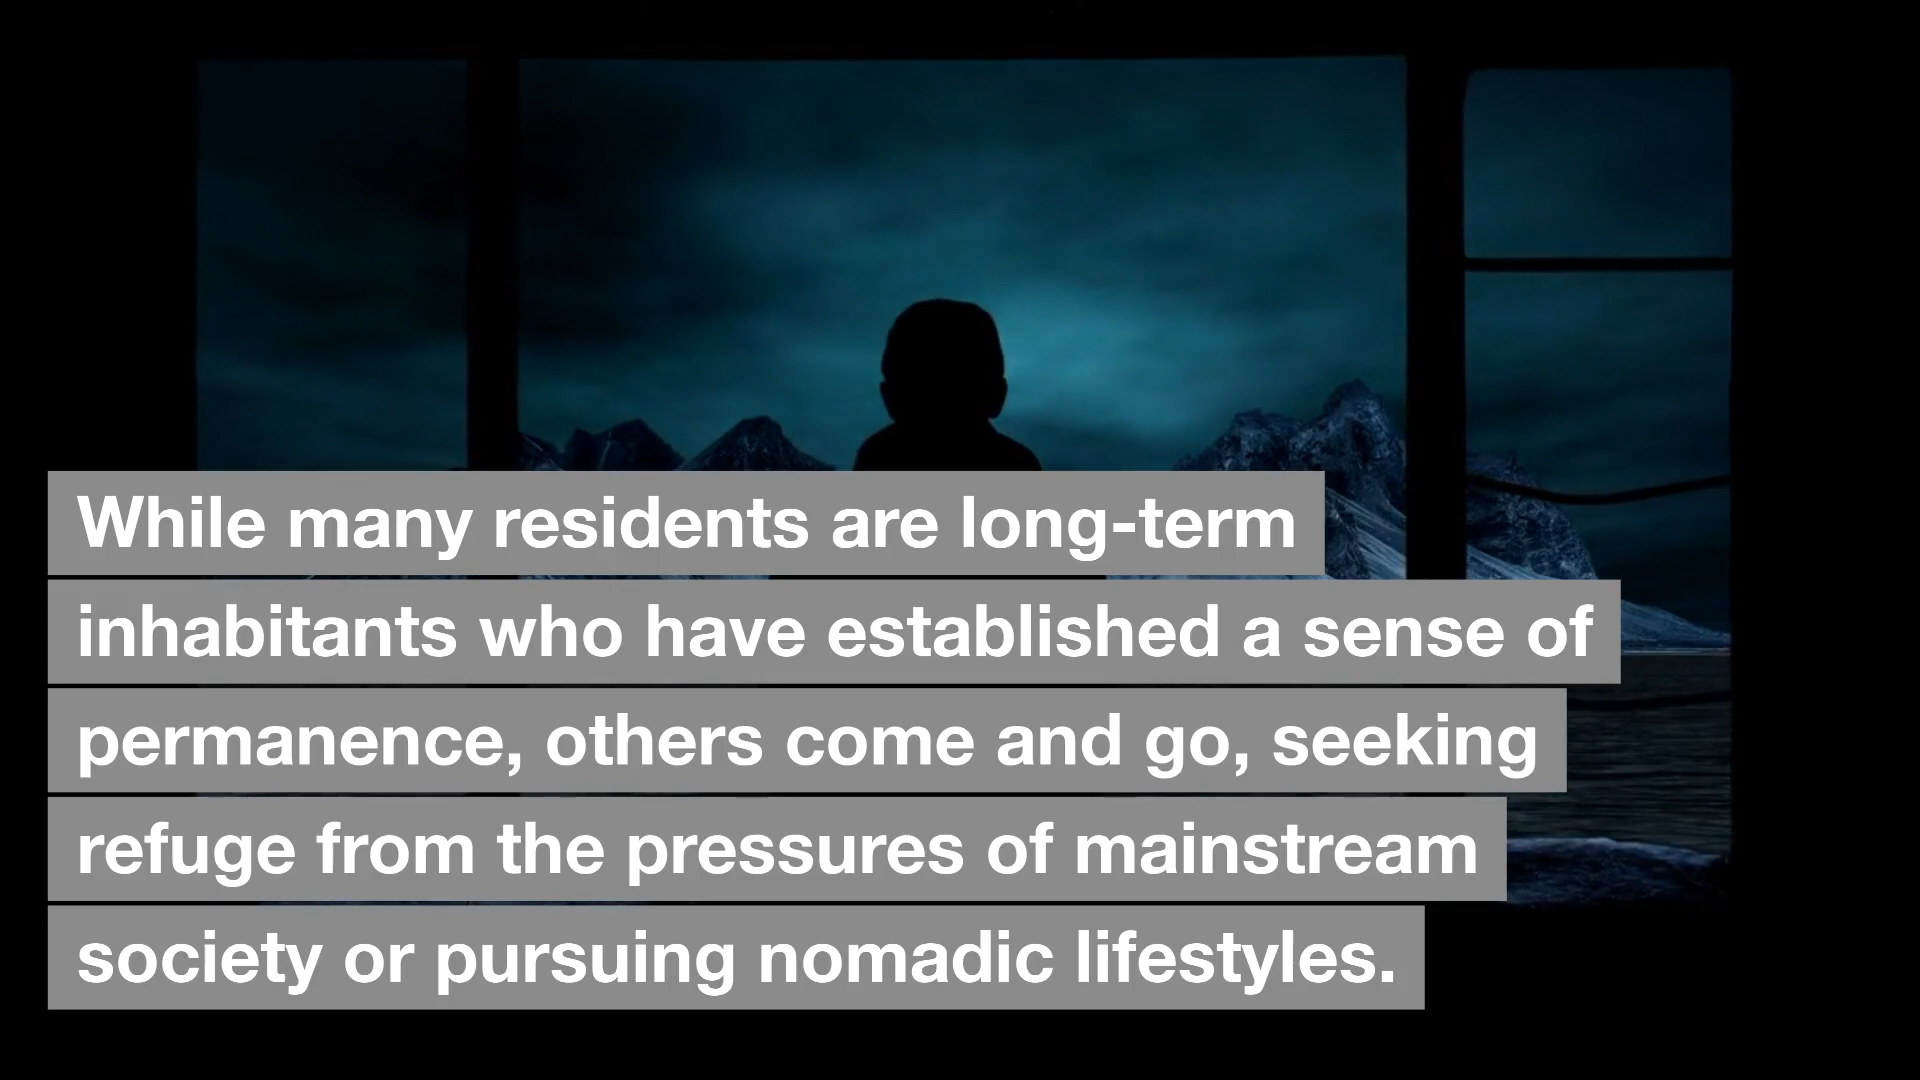 While many residents are long-term
inhabitants who have established a sense of
permanence, others come and go, seeking
refuge from the pressures of mainstream
society or pursuing nomadic lifestyles.